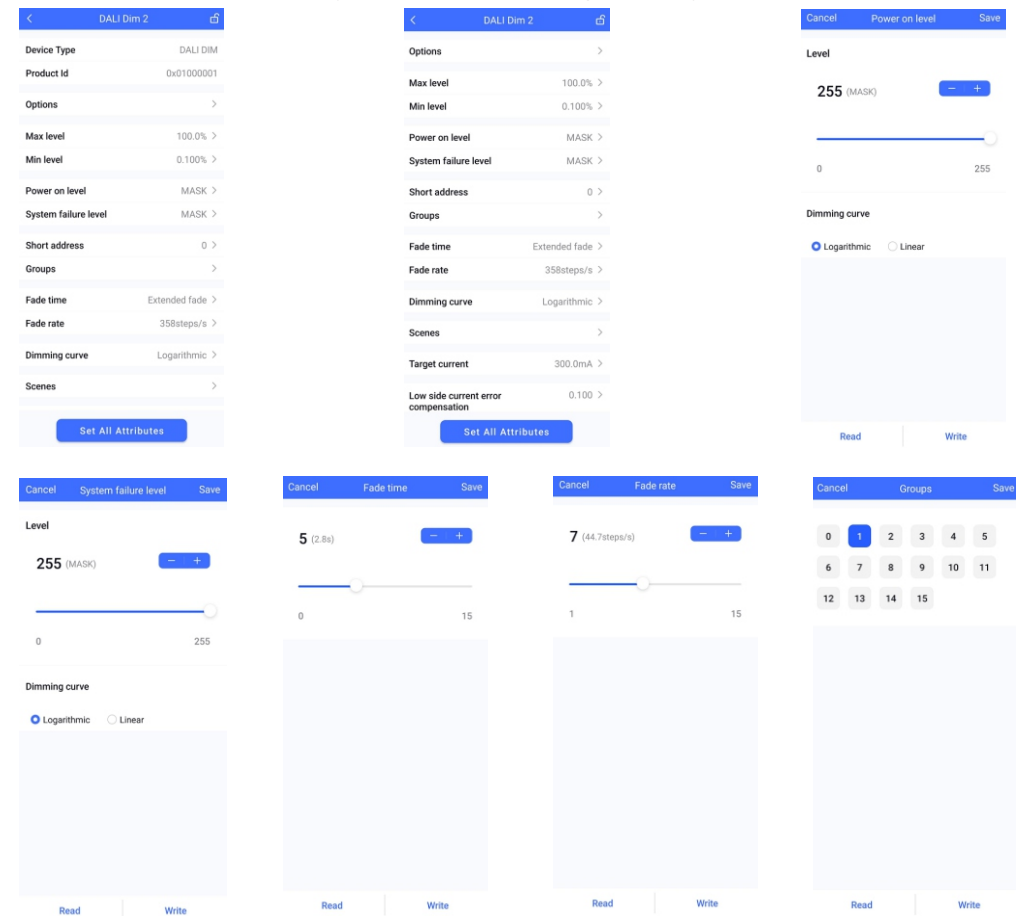 DALI Dim 2
Device Type DALI DIM
Product Id 0x01000001
Options
Max level 100.0%
Min level 0.100%
Power on level MASK
System failure level MASK
Short address 0
Groups
Fade time Extended fade
Fade rate 358steps/s
Dimming curve Logarithmic
Scenes
Set All Attributes
DALI Dim 2
Options
Max level 100.0%
Min level 0.100%
Power on level MASK
System failure level MASK
Short address 0
Groups
Fade time Extended fade
Fade rate 358steps/s
Dimming curve Logarithmic
Scenes
Target current 300.0mA
Low side current error 0.100
compensation
Set All Attributes
Cancel Power on level Save
Level
255 (MASK) − +
0 255
Dimming curve
Logarithmic Linear
Read Write
Cancel System failure level Save
Level
255 (MASK) − +
0 255
Dimming curve
Logarithmic Linear
Read Write
Cancel Fade time Save
5 (2.8s) − +
0 15
Read Write
Cancel Fade rate Save
7 (44.7steps/s) − +
1 15
Read Write
Cancel Groups Save
0 1 2 3 4 5
6 7 8 9 10 11
12 13 14 15
Read Write